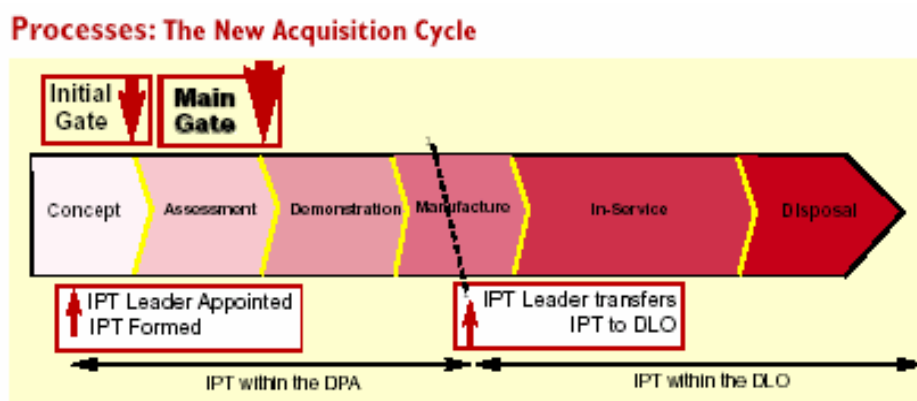 Processes: The New Acquisition Cycle
Initial
Gate
Main
Gate
Concept
Assessment
Demonstration
Manufacture
In-Service
Disposal
IPT Leader Appointed
IPT Formed
IPT Leader transfers
IPT to DLO
IPT within the DPA
IPT within the DLO